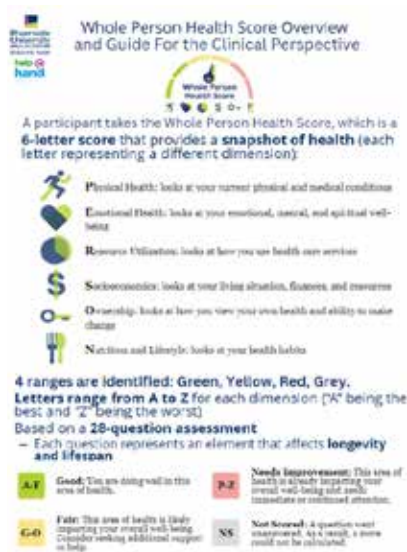 Riverside
University
HEALTH SYSTEM
help @
hand
Whole Person Health Score Overview
and Guide For the Clinical Perspective
Whole Person
Health Score
A participant takes the Whole Person Health Score, which is a
6-letter score that provides a snapshot of health (each
letter representing a different dimension):
Physical Health: looks at your current physical and medical conditions
Emotional Health: looks at your emotional, mental, and spiritual well-
being
Resource Utilization: looks at how you use health care services
Socioeconomics: looks at your living situation, finances, and resources
Ownership: looks at how you view your own health and ability to make
change
Nutrition and Lifestyle: looks at your health habits
4 ranges are identified: Green, Yellow, Red, Grey.
Letters range from A to Z for each dimension ("A" being the
best and "Z" being the worst)
Based on a 28-question assessment
– Each question represents an element that affects longevity
and lifespan
A-F
Good: You are doing well in this
area of health.
P-Z
Needs Improvement: This area of
health is already impacting your
overall well-being and needs
immediate or continued attention.
G-O
Fair: This area of health is likely
impacting your overall well-being.
Consider seeking additional support
or help.
NS
Not Scored: A question went
unanswered. As a result, a score
could not be calculated.